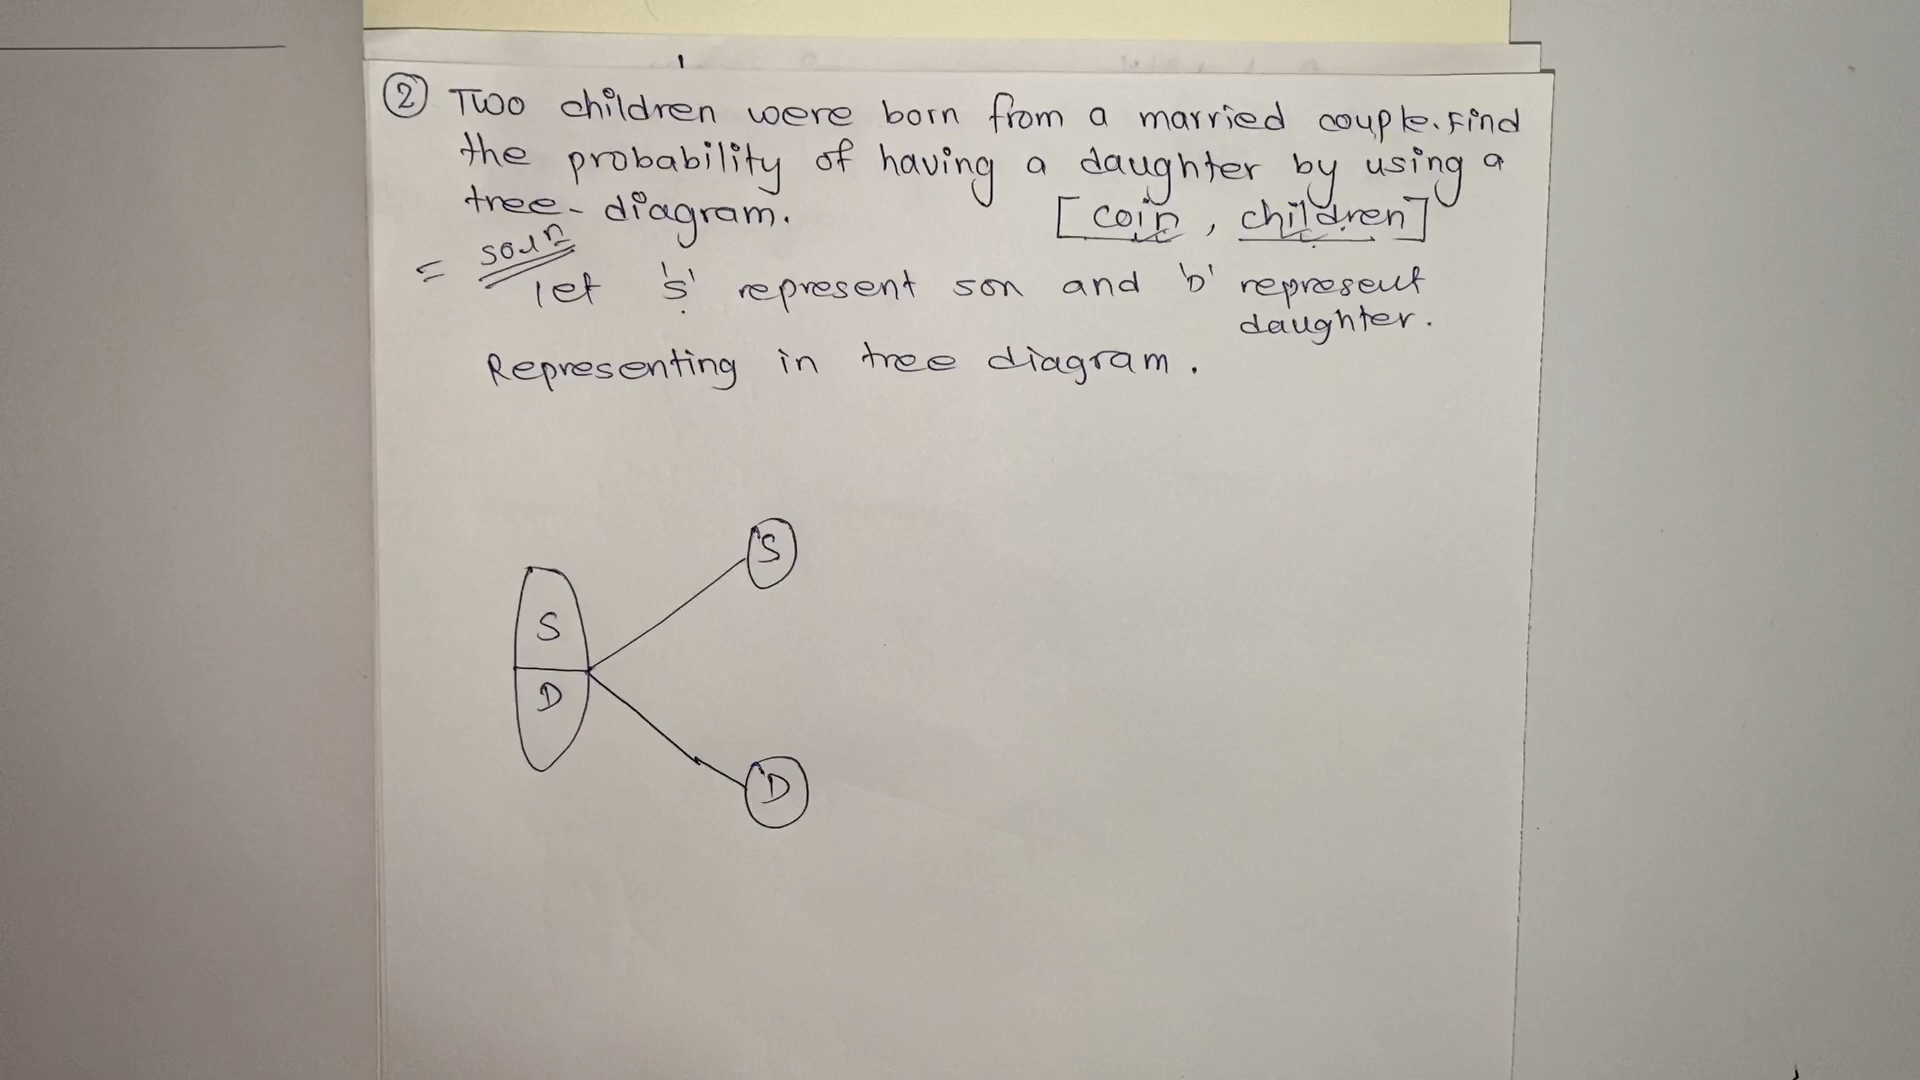 ② Two children were born from a married couple. Find
the probability of having a daughter by using a
tree-diagram. [coin, children]
= soln
let 's' represent son and 'D' represent
daughter.
Representing in tree diagram.
S
S
D
D